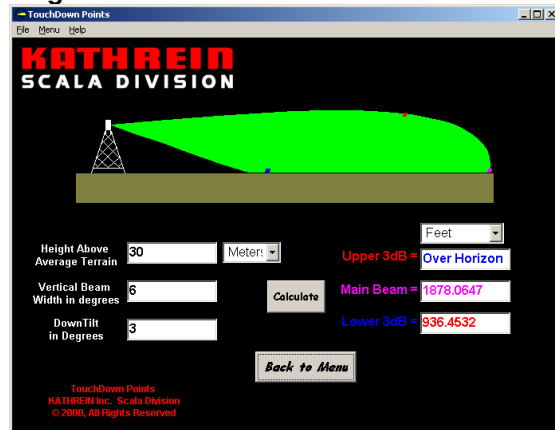 TouchDown Points
File Menu Help
KATHREIN
SCALA DIVISION
Feet
Height Above
Average Terrain
30
Meters
Upper 3dB =
Over Horizon
Vertical Beam
Width in degrees
6
Calculate
Main Beam =
1878.0647
DownTilt
in Degrees
3
Lower 3dB =
936.4532
Back to Menu
TouchDown Points
KATHREIN Inc. Scala Division
© 2000, All Rights Reserved